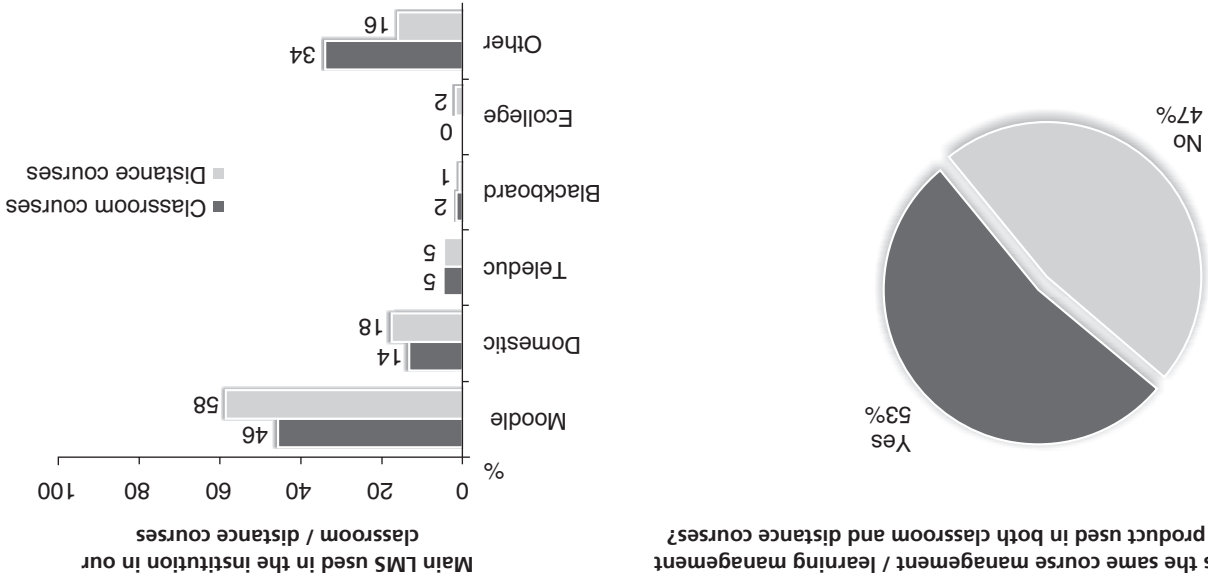 s the same course management / learning management
product used in both classroom and distance courses?
Yes
53%
No
47%
Main LMS used in the institution in our
classroom / distance courses
0 20 40 60 80 100
%
Moodle
46
58
Domestic
14
18
Teleduc
5
5
Blackboard
2
1
Ecollege
0
2
Other
34
16
Classroom courses
Distance courses